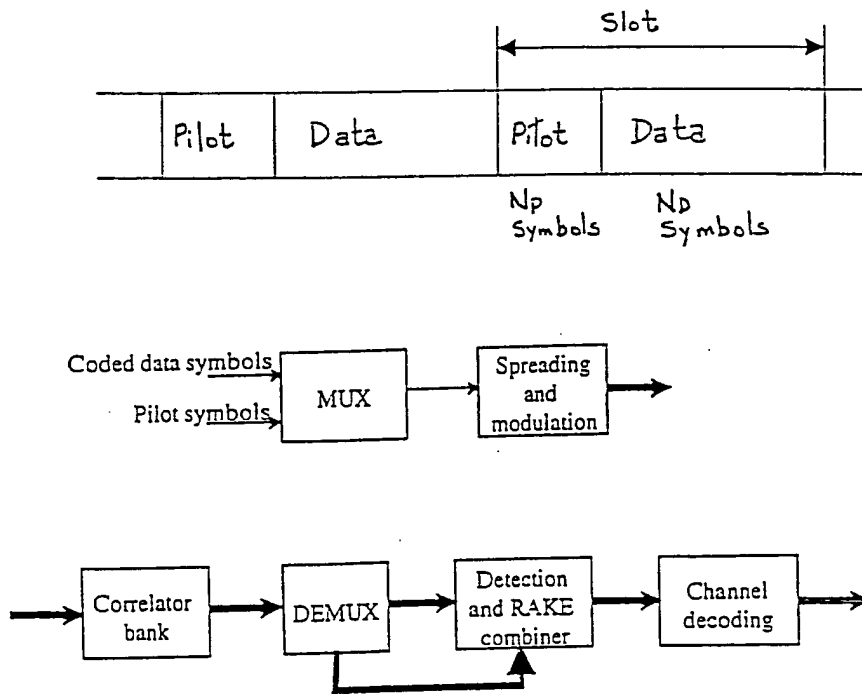 Slot
Pilot Data Pilot Data
Np ND
Symbols Symbols
Coded data symbols
Pilot symbols
MUX
Spreading
and
modulation
Correlator
bank
DEMUX
Detection
and RAKE
combiner
Channel
decoding